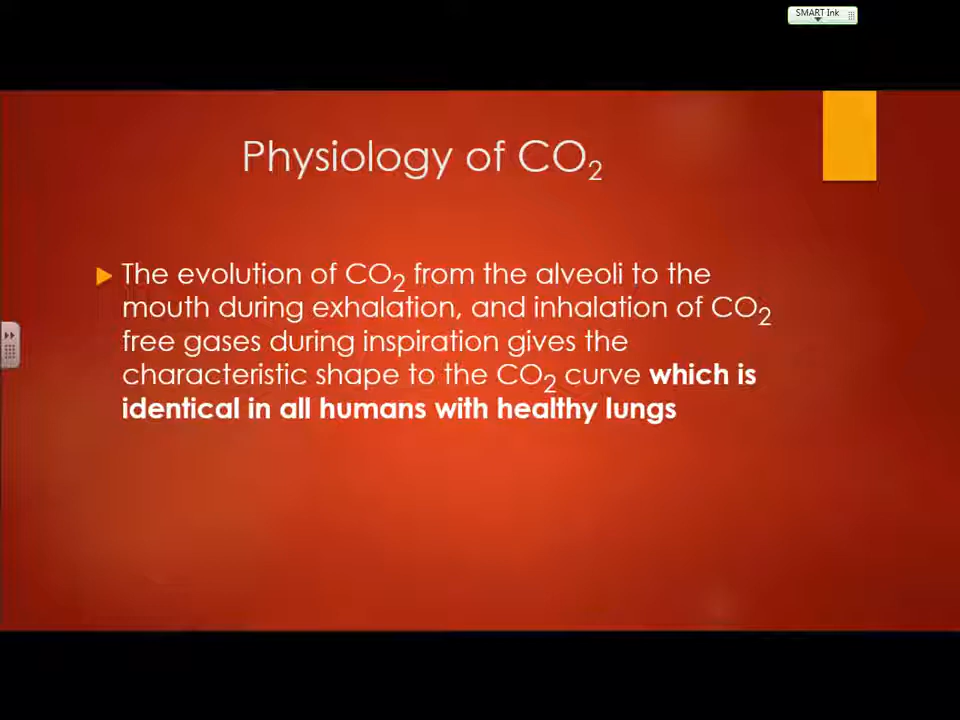 SMART Ink
Physiology of CO₂
The evolution of CO₂ from the alveoli to the
mouth during exhalation, and inhalation of CO₂
free gases during inspiration gives the
characteristic shape to the CO₂ curve which is
identical in all humans with healthy lungs